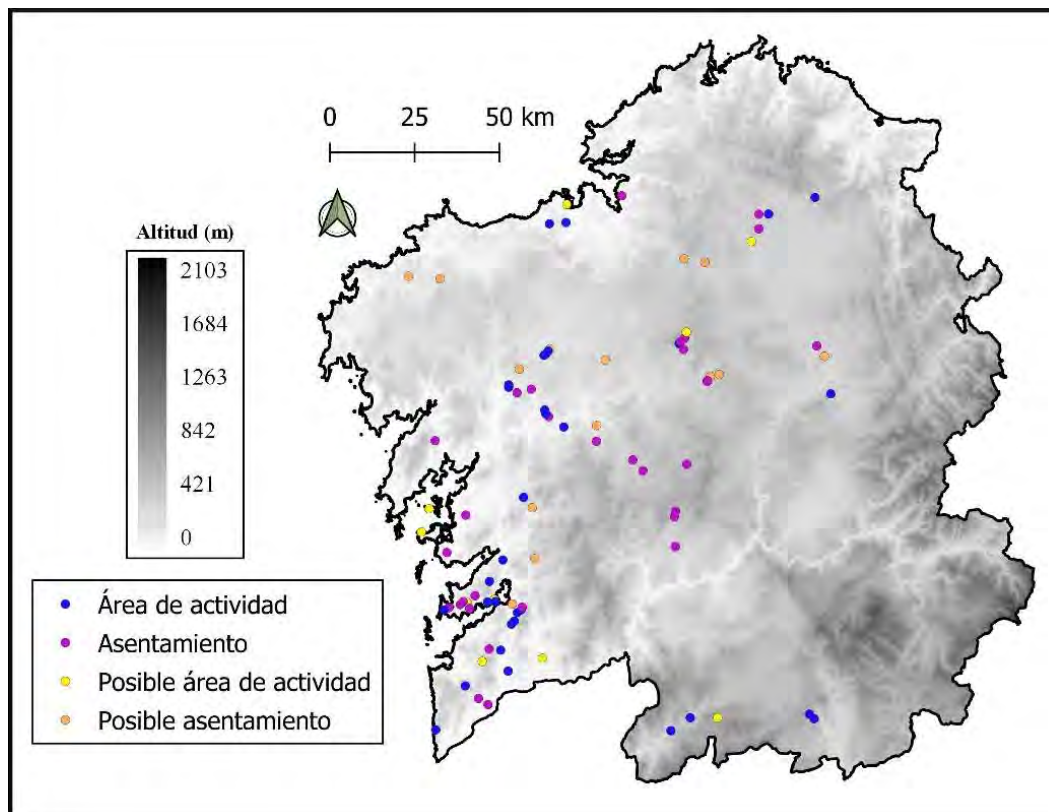 0 25 50 km
Altitud (m)
2103
1684
1263
842
421
0
Área de actividad
Asentamiento
Posible área de actividad
Posible asentamiento